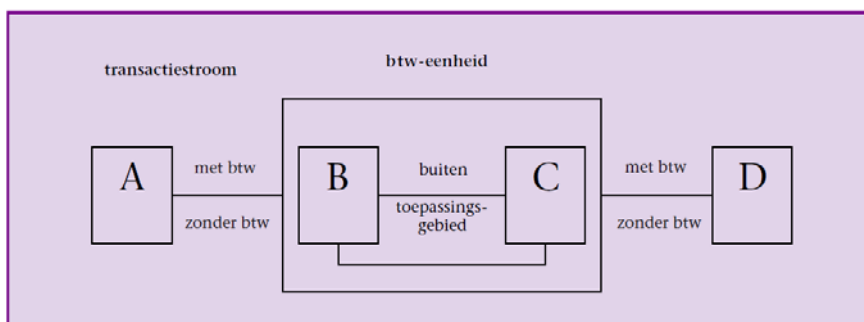 btw-eenheid
transactiestroom
A
met btw
zonder btw
B
buiten
toepassings-
gebied
C
met btw
zonder btw
D